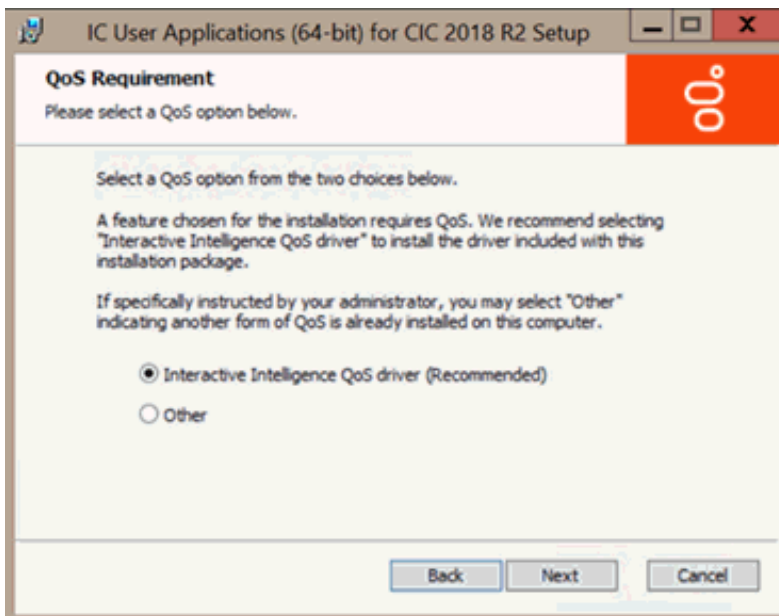 IC User Applications (64-bit) for CIC 2018 R2 Setup
QoS Requirement
Please select a QoS option below.
Select a QoS option from the two choices below.
A feature chosen for the installation requires QoS. We recommend selecting
"Interactive Intelligence QoS driver" to install the driver included with this
installation package.
If specifically instructed by your administrator, you may select "Other"
indicating another form of QoS is already installed on this computer.
Interactive Intelligence QoS driver (Recommended)
Other
Back Next Cancel